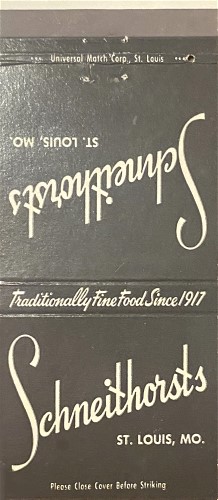 Universal Match Corp., St. Louis
Schneithorsts
ST. LOUIS, MO.
Traditionally Fine Food Since 1917
Schneithorsts
ST. LOUIS, MO.
Please Close Cover Before Striking